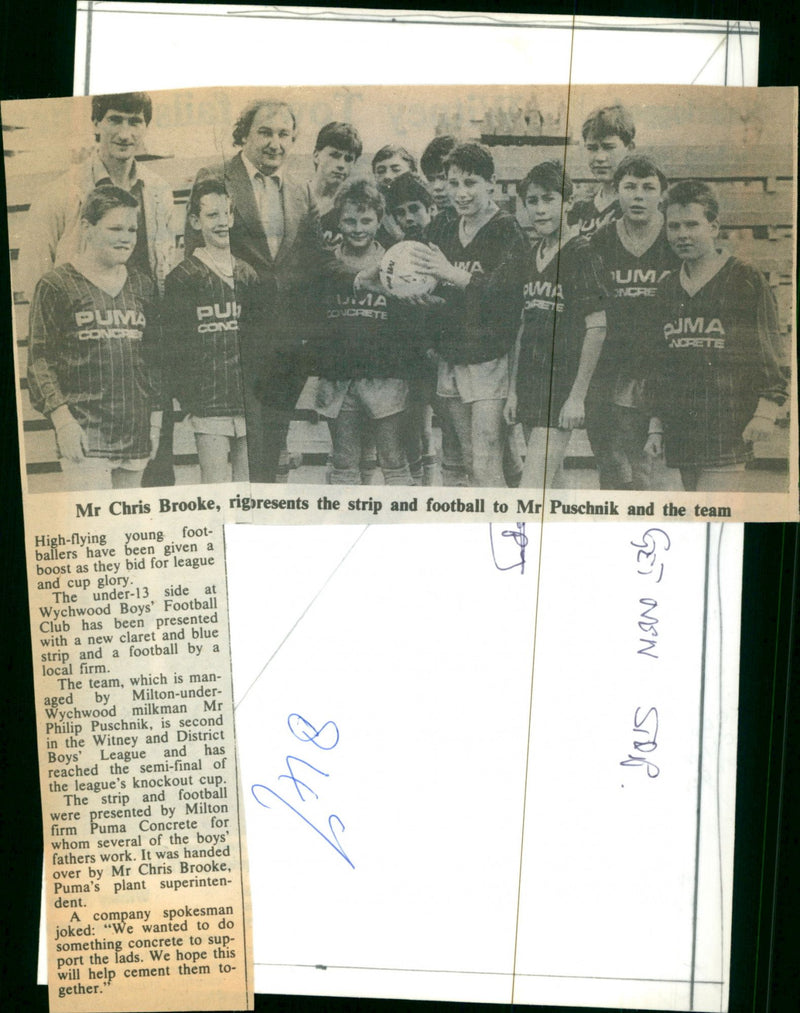 PUMA
CONCRETE
PUM
CONC
PUMA
CONCRETE
PUMA
PUMA
CRETE
PUMA
NCRE
PUMA
NCRETE
Mr Chris Brooke, rigpresents the strip and football to Mr Puschnik and the team
High-flying young foot-
ballers have been given a
boost as they bid for league
and cup glory.
The under-13 side at
Wychwood Boys' Football
Club has been presented
with a new claret and blue
strip and a football by a
local firm.
The team, which is man-
aged by Milton-under-
Wychwood milkman Mr
Philip Puschnik, is second
in the Witney and District
Boys' League and has
reached the semi-final of
the league's knockout cup.
The strip and football
were presented by Milton
firm Puma Concrete for
whom several of the boys'
fathers work. It was handed
over by Mr Chris Brooke,
Puma's plant superinten-
dent.
A company spokesman
joked: "We wanted to do
something concrete to sup-
port the lads. We hope this
will help cement them to-
gether."